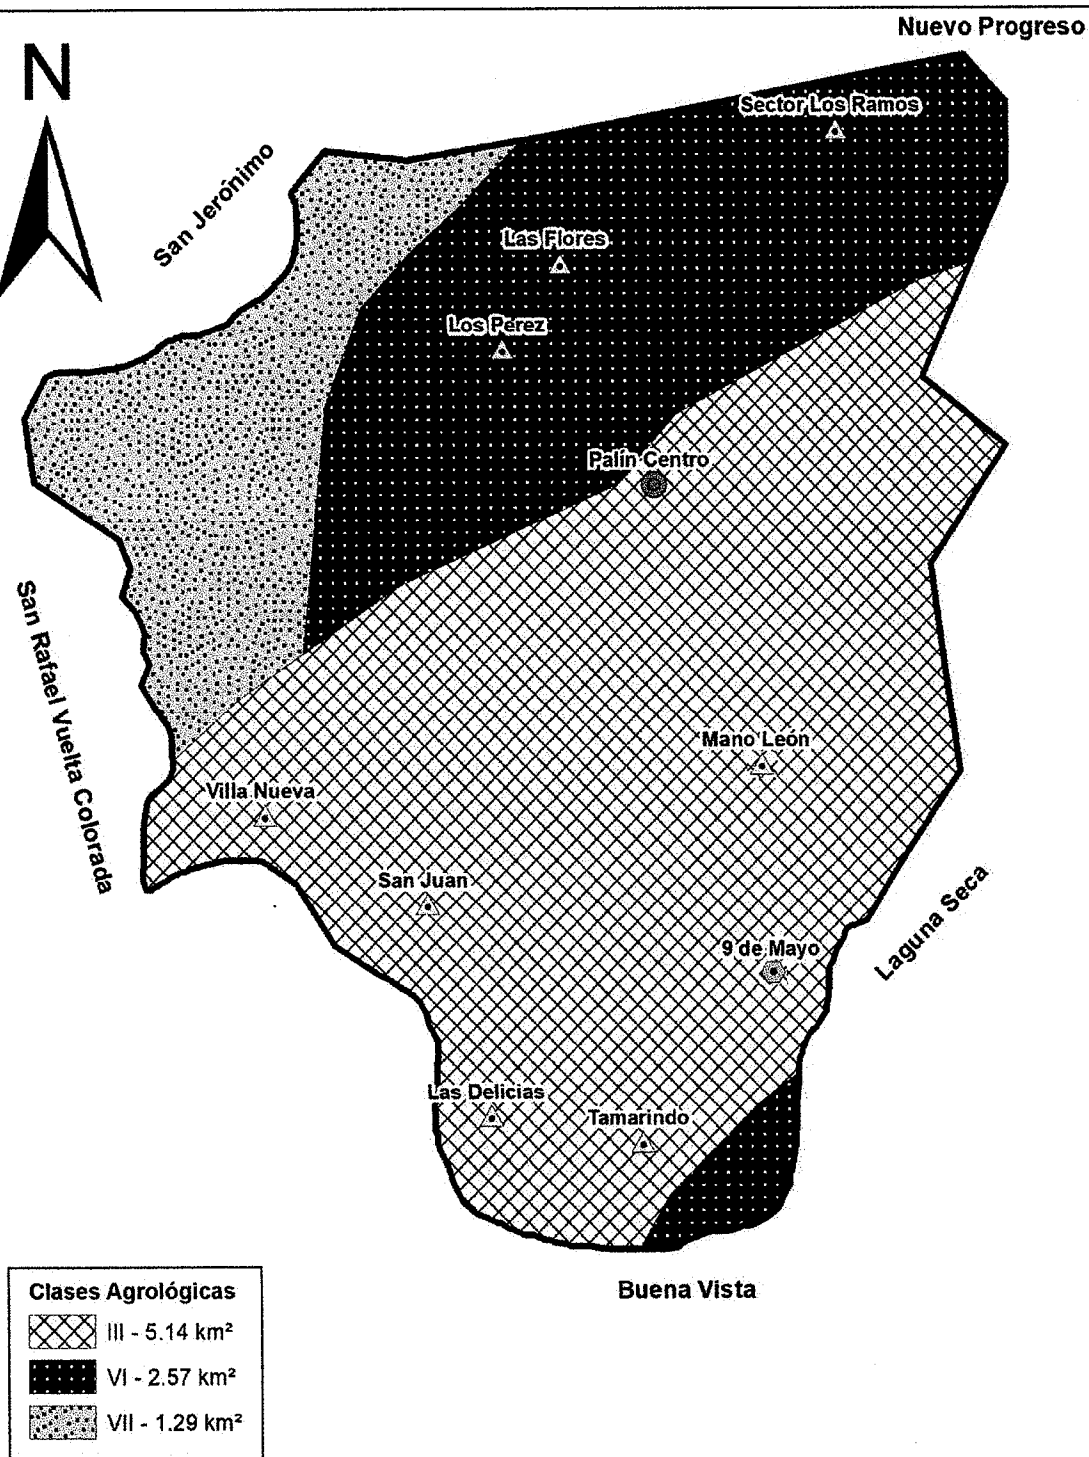 Nuevo Progreso
N
Sector Los Ramos
San Jerónimo
Las Flores
Los Perez
Palín Centro
San Rafael Vuelta Colorada
Mano León
Villa Nueva
San Juan
Laguna Seca
9 de Mayo
Las Delicias
Tamarindo
Buena Vista
Clases Agrológicas
III - 5.14 km²
VI - 2.57 km²
VII - 1.29 km²